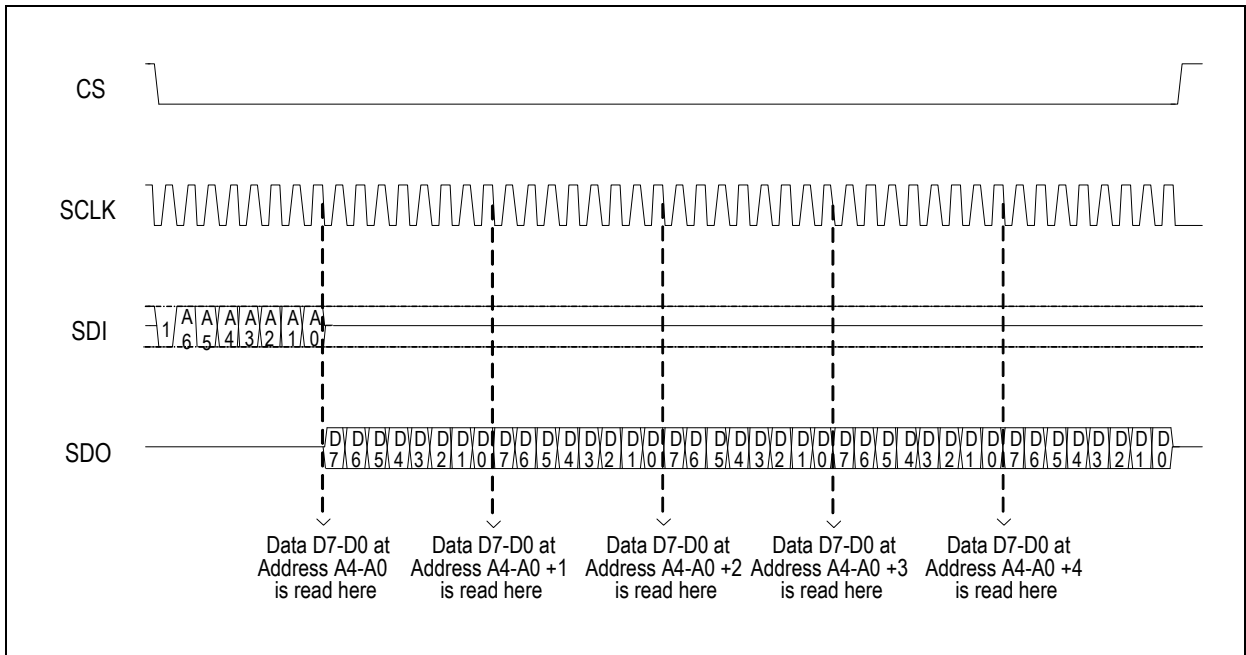 CS
SCLK
SDI
1 A6 A5 A4 A3 A2 A1 A0
SDO
D7 D6 D5 D4 D3 D2 D1 D0 D7 D6 D5 D4 D3 D2 D1 D0 D7 D6 D5 D4 D3 D2 D1 D0 D7 D6 D5 D4 D3 D2 D1 D0 D7 D6 D5 D4 D3 D2 D1 D0
Data D7-D0 at
Address A4-A0
is read here
Data D7-D0 at
Address A4-A0 +1
is read here
Data D7-D0 at
Address A4-A0 +2
is read here
Data D7-D0 at
Address A4-A0 +3
is read here
Data D7-D0 at
Address A4-A0 +4
is read here